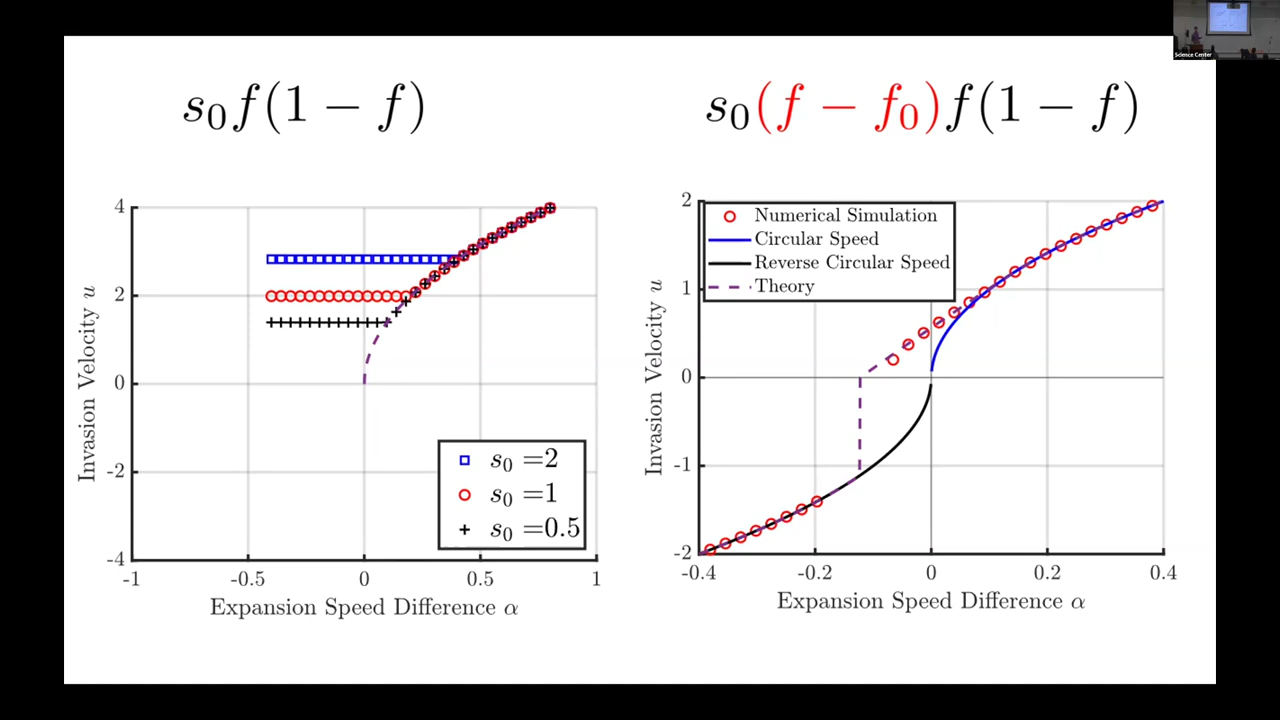 Science Center
s₀f(1 − f)
s₀(f − f₀)f(1 − f)
4
2
0
-2
-4
Invasion Velocity u
s₀ =2
s₀ =1
s₀ =0.5
-1
-0.5
0
0.5
1
Expansion Speed Difference α
2
1
0
-1
-2
Invasion Velocity u
Numerical Simulation
Circular Speed
Reverse Circular Speed
Theory
-0.4
-0.2
0
0.2
0.4
Expansion Speed Difference α